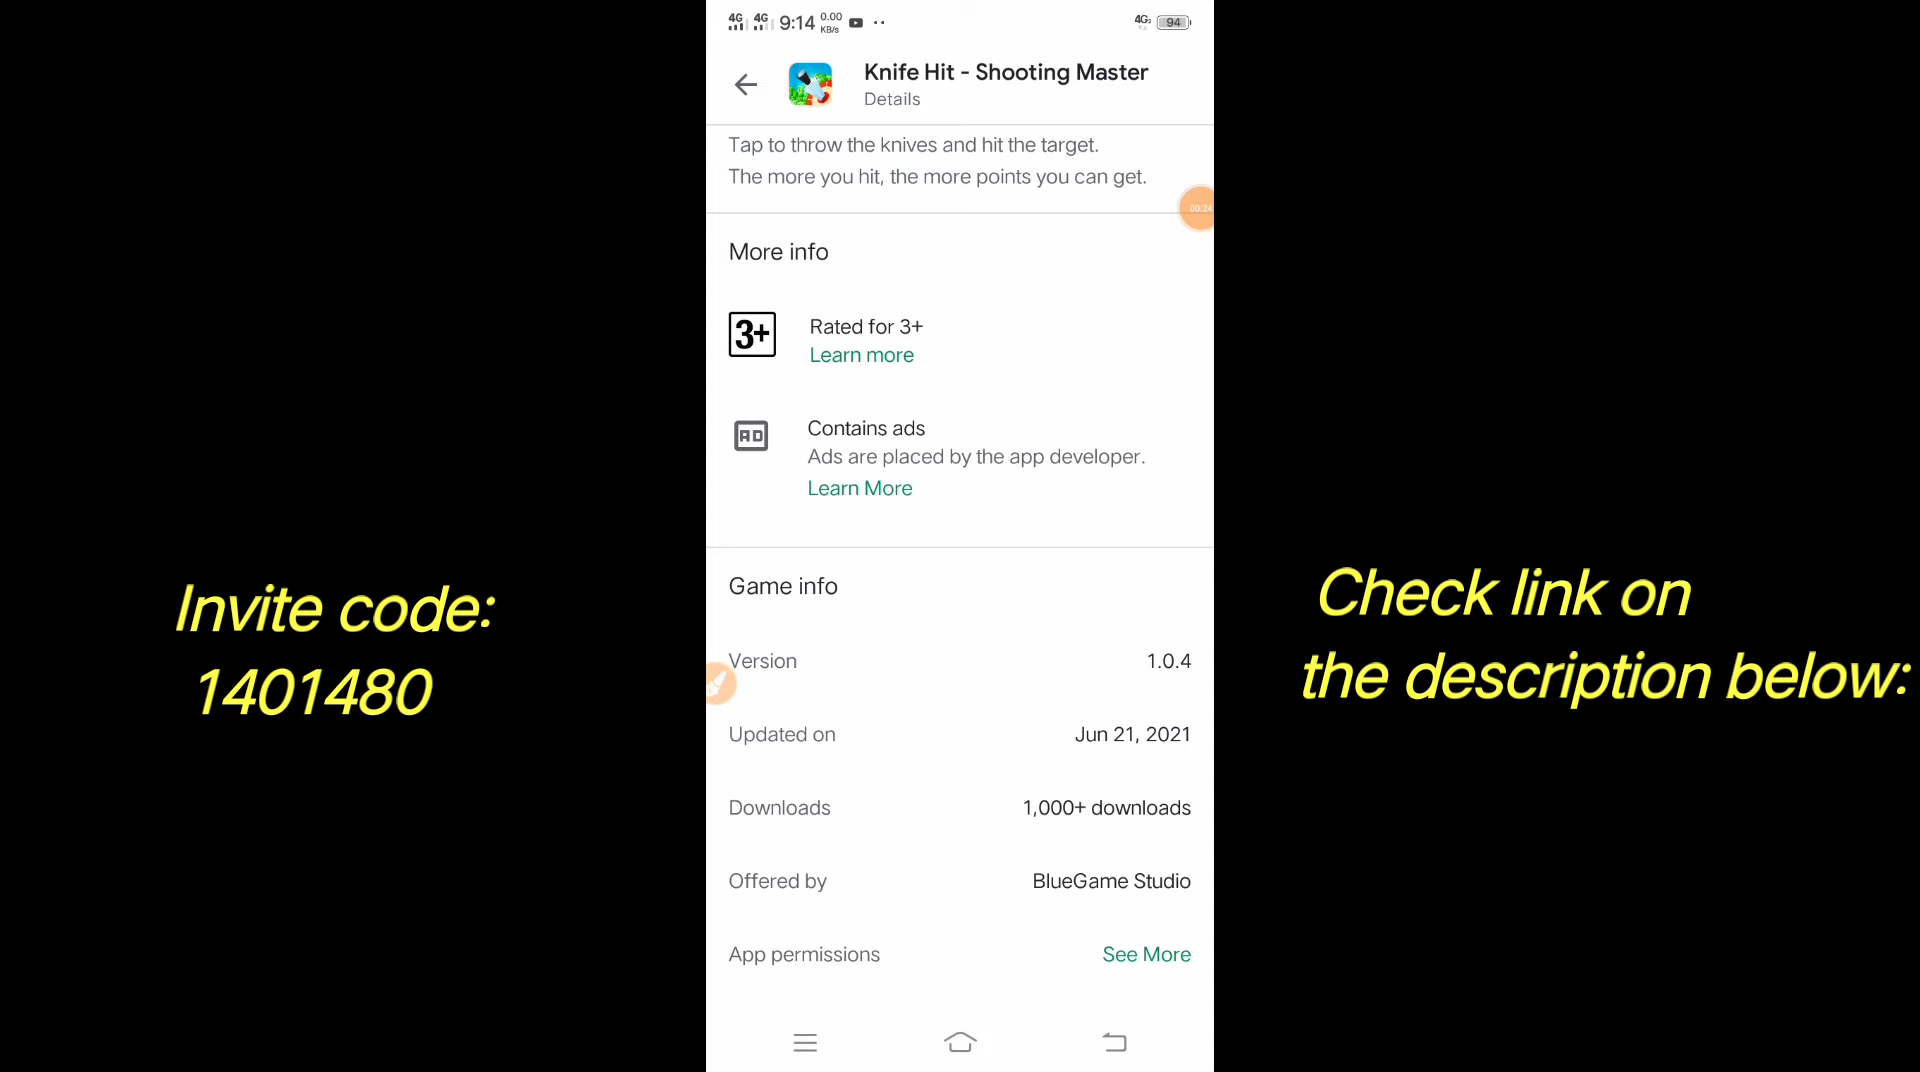 4G 4G 9:14 0.00 KB/s
4G 94
Knife Hit - Shooting Master
Details
Tap to throw the knives and hit the target.
The more you hit, the more points you can get.
00:24
More info
3+
Rated for 3+
Learn more
AD
Contains ads
Ads are placed by the app developer.
Learn More
Game info
Version 1.0.4
Updated on Jun 21, 2021
Downloads 1,000+ downloads
Offered by BlueGame Studio
App permissions See More
Invite code:
1401480
Check link on
the description below: